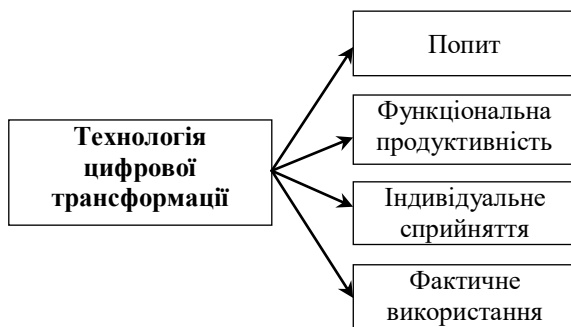 Попит
Функціональна
продуктивність
Технологія
цифрової
трансформації
Індивідуальне
сприйняття
Фактичне
використання